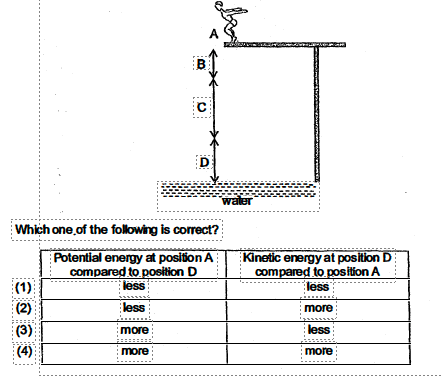 A
B
C
D
water
Which one of the following is correct?
Potential energy at position A compared to position D
Kinetic energy at position D compared to position A
(1) less less
(2) less more
(3) more less
(4) more more